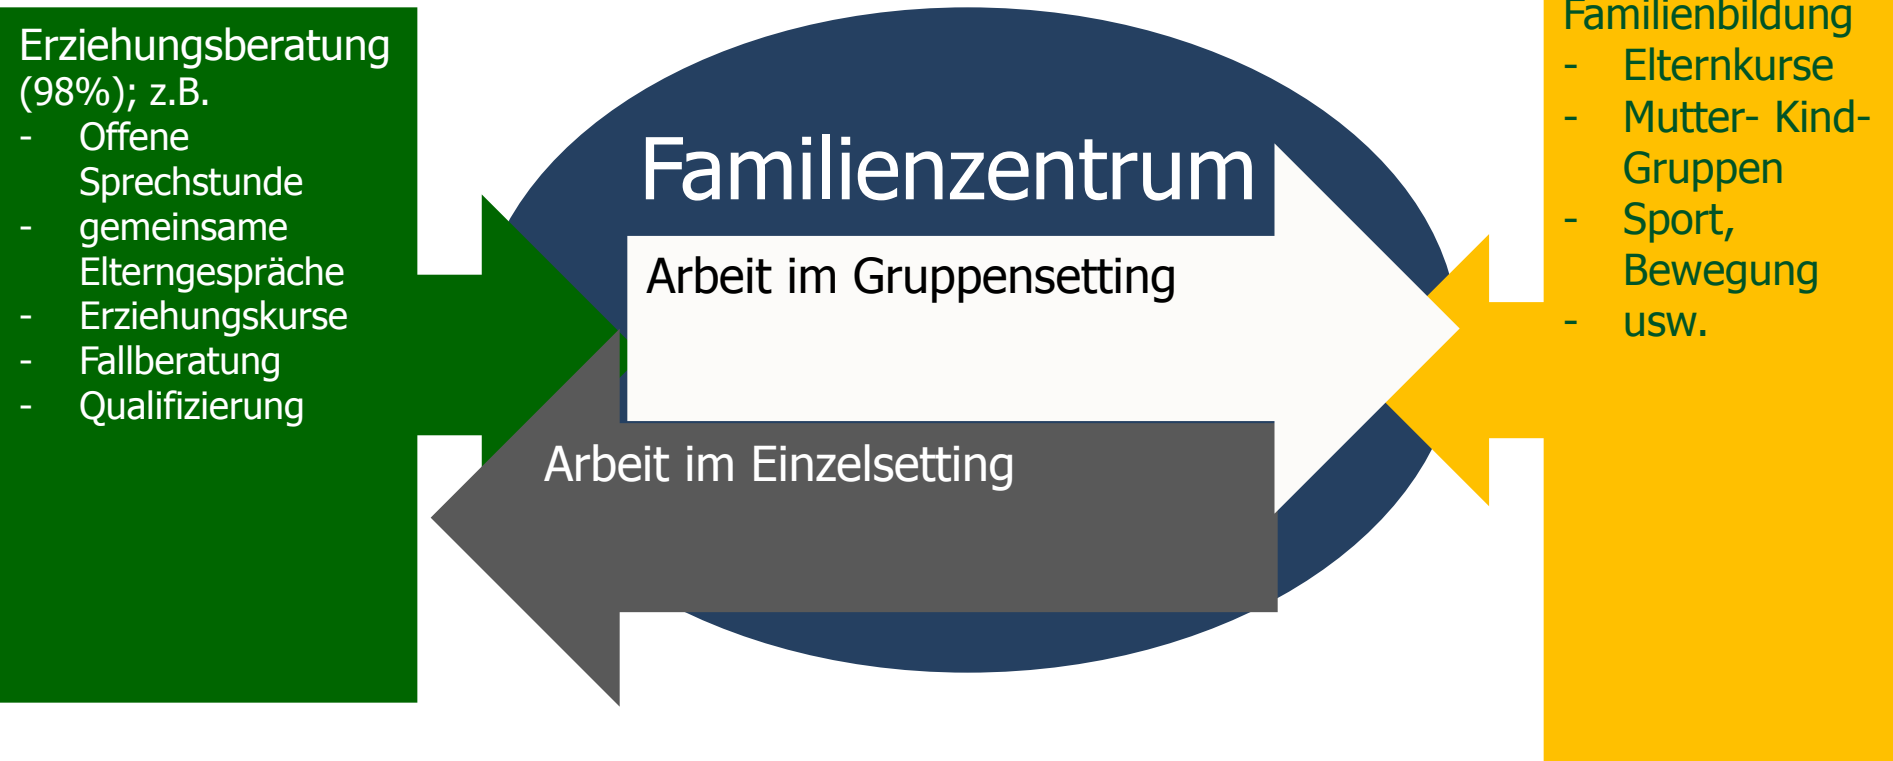 Erziehungsberatung
(98%); z.B.
- Offene
Sprechstunde
- gemeinsame
Elterngespräche
- Erziehungskurse
- Fallberatung
- Qualifizierung
Familienzentrum
Arbeit im Gruppensetting
Arbeit im Einzelsetting
Familienbildung
- Elternkurse
- Mutter- Kind-
Gruppen
- Sport,
Bewegung
- usw.